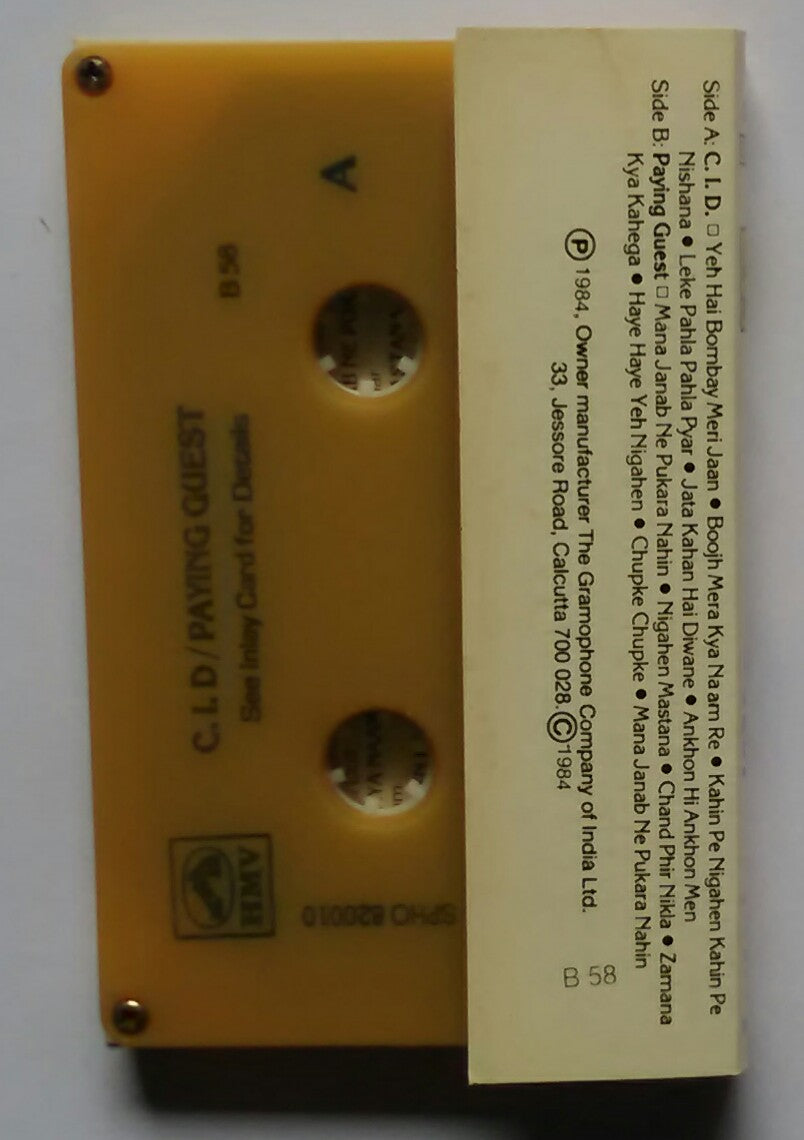 Side A: C. I. D. □ Yeh Hai Bombay Meri Jaan • Boojh Mera Kya Naam Re • Kahin Pe Nigahen Kahin Pe
Nishana • Leke Pahla Pahla Pyar • Jata Kahan Hai Diwane • Ankhon Hi Ankhon Men
Side B: Paying Guest □ Mana Janab Ne Pukara Nahin • Nigahen Mastana • Chand Phir Nikla • Zamana
Kya Kahega • Haye Haye Yeh Nigahen • Chupke Chupke • Mana Janab Ne Pukara Nahin
Ⓟ 1984, Owner manufacturer The Gramophone Company of India Ltd.
33, Jessore Road, Calcutta 700 028. Ⓒ 1984
B 58
A
B58
C. I. D / PAYING GUEST
See Inlay Card for Details
HMV
SPHO 820010